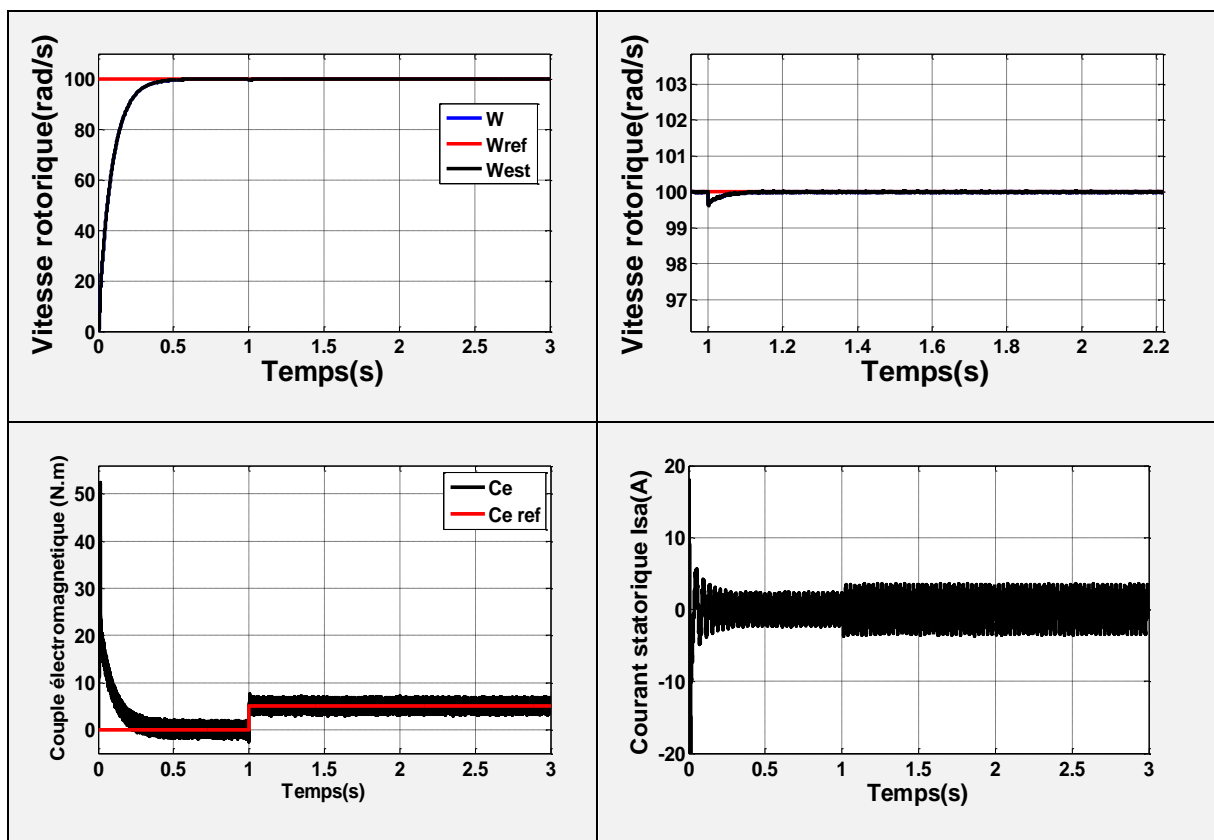 Vitesse rotorique(rad/s)
100
80
60
40
20
0
W
Wref
West
0 0.5 1 1.5 2 2.5 3
Temps(s)
Vitesse rotorique(rad/s)
103
102
101
100
99
98
97
1 1.2 1.4 1.6 1.8 2 2.2
Temps(s)
Couple électromagnetique (N.m)
50
40
30
20
10
0
Ce
Ce ref
0 0.5 1 1.5 2 2.5 3
Temps(s)
Courant statorique Isa(A)
20
10
0
-10
-20
0 0.5 1 1.5 2 2.5 3
Temps(s)